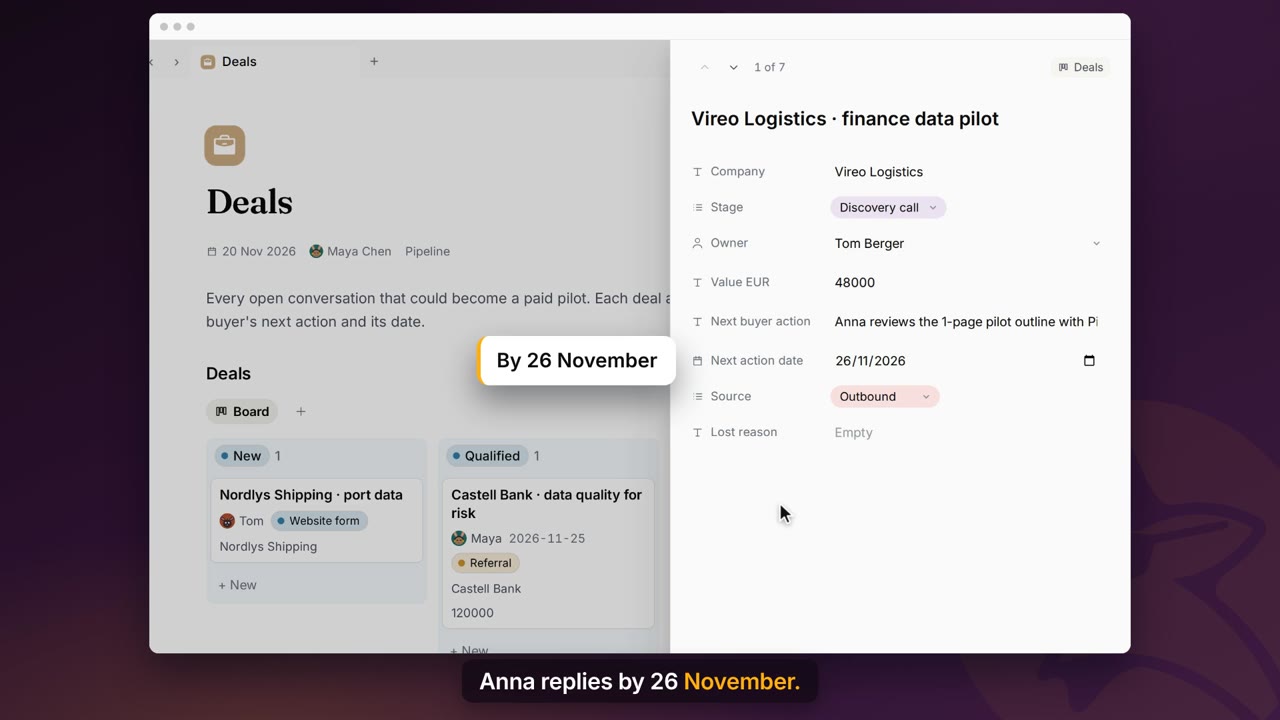 Deals
+
1 of 7
Deals
Vireo Logistics · finance data pilot
Company
Vireo Logistics
Stage
Discovery call
Owner
Tom Berger
Value EUR
48000
Next buyer action
Anna reviews the 1-page pilot outline with Pi
Next action date
26/11/2026
Source
Outbound
Lost reason
Empty
Deals
20 Nov 2026
Maya Chen
Pipeline
Every open conversation that could become a paid pilot. Each deal a
buyer's next action and its date.
By 26 November
Deals
Board
+
New 1
Nordlys Shipping · port data
Tom
Website form
Nordlys Shipping
+ New
Qualified 1
Castell Bank · data quality for
risk
Maya 2026-11-25
Referral
Castell Bank
120000
+ New
Anna replies by 26 November.